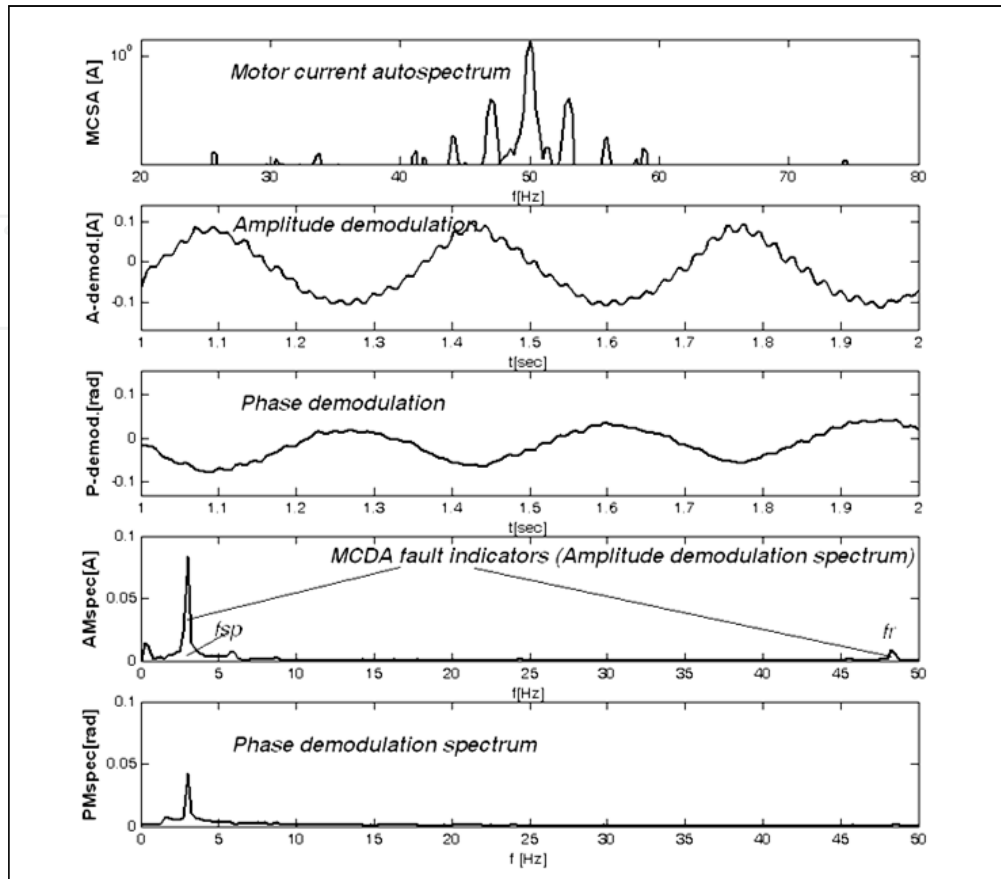 MCSA [A]
10⁰
Motor current autospectrum
20 30 40 50 60 70 80
f[Hz]
A-demod.[A]
0.1
0
-0.1
Amplitude demodulation
1 1.1 1.2 1.3 1.4 1.5 1.6 1.7 1.8 1.9 2
t[sec]
P-demod.[rad]
0.1
0
-0.1
Phase demodulation
1 1.1 1.2 1.3 1.4 1.5 1.6 1.7 1.8 1.9 2
t[sec]
AMspec[A]
0.1
0.05
0
MCDA fault indicators (Amplitude demodulation spectrum)
fsp
fr
0 5 10 15 20 25 30 35 40 45 50
f[Hz]
PMspec[rad]
0.1
0.05
0
Phase demodulation spectrum
0 5 10 15 20 25 30 35 40 45 50
f [Hz]